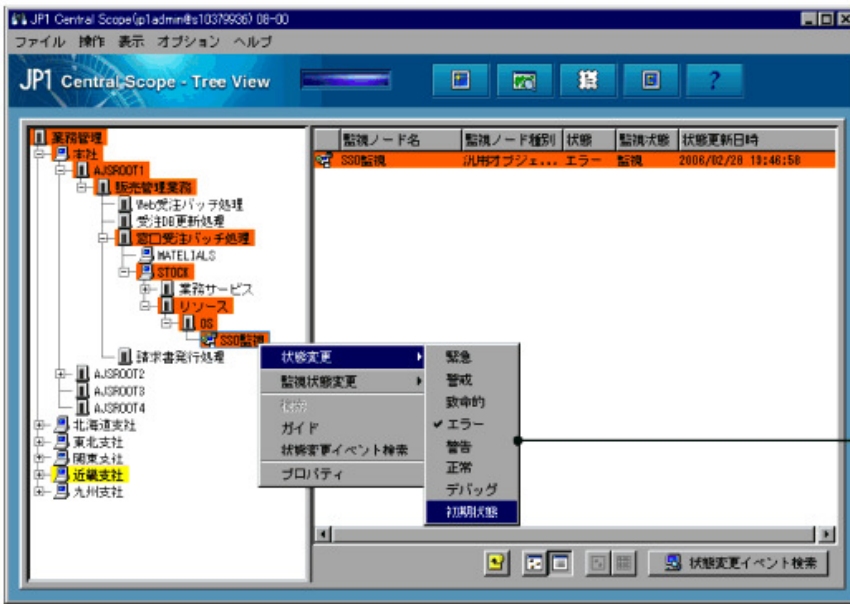 JP1 Central Scope(jp1admin@s10379936) 08-00
ファイル 操作 表示 オプション ヘルプ
JP1 Central Scope - Tree View
業務管理
本社
AJSROOT1
販売管理業務
Web受注バッチ処理
受注DB更新処理
窓口受注バッチ処理
MATELIALS
STOCK
業務サービス
リソース
OS
SSO監視
請求書発行処理
AJSROOT2
AJSROOT3
AJSROOT4
北海道支社
東北支社
関東支社
近畿支社
九州支社
監視ノード名 監視ノード種別 状態 監視状態 状態更新日時
SSO監視 汎用オブジェ... エラー 監視 2006/02/28 19:46:58
状態変更
監視状態変更
検索
ガイド
状態変更イベント検索
プロパティ
緊急
警戒
致命的
エラー
警告
正常
デバッグ
初期状態
状態変更イベント検索